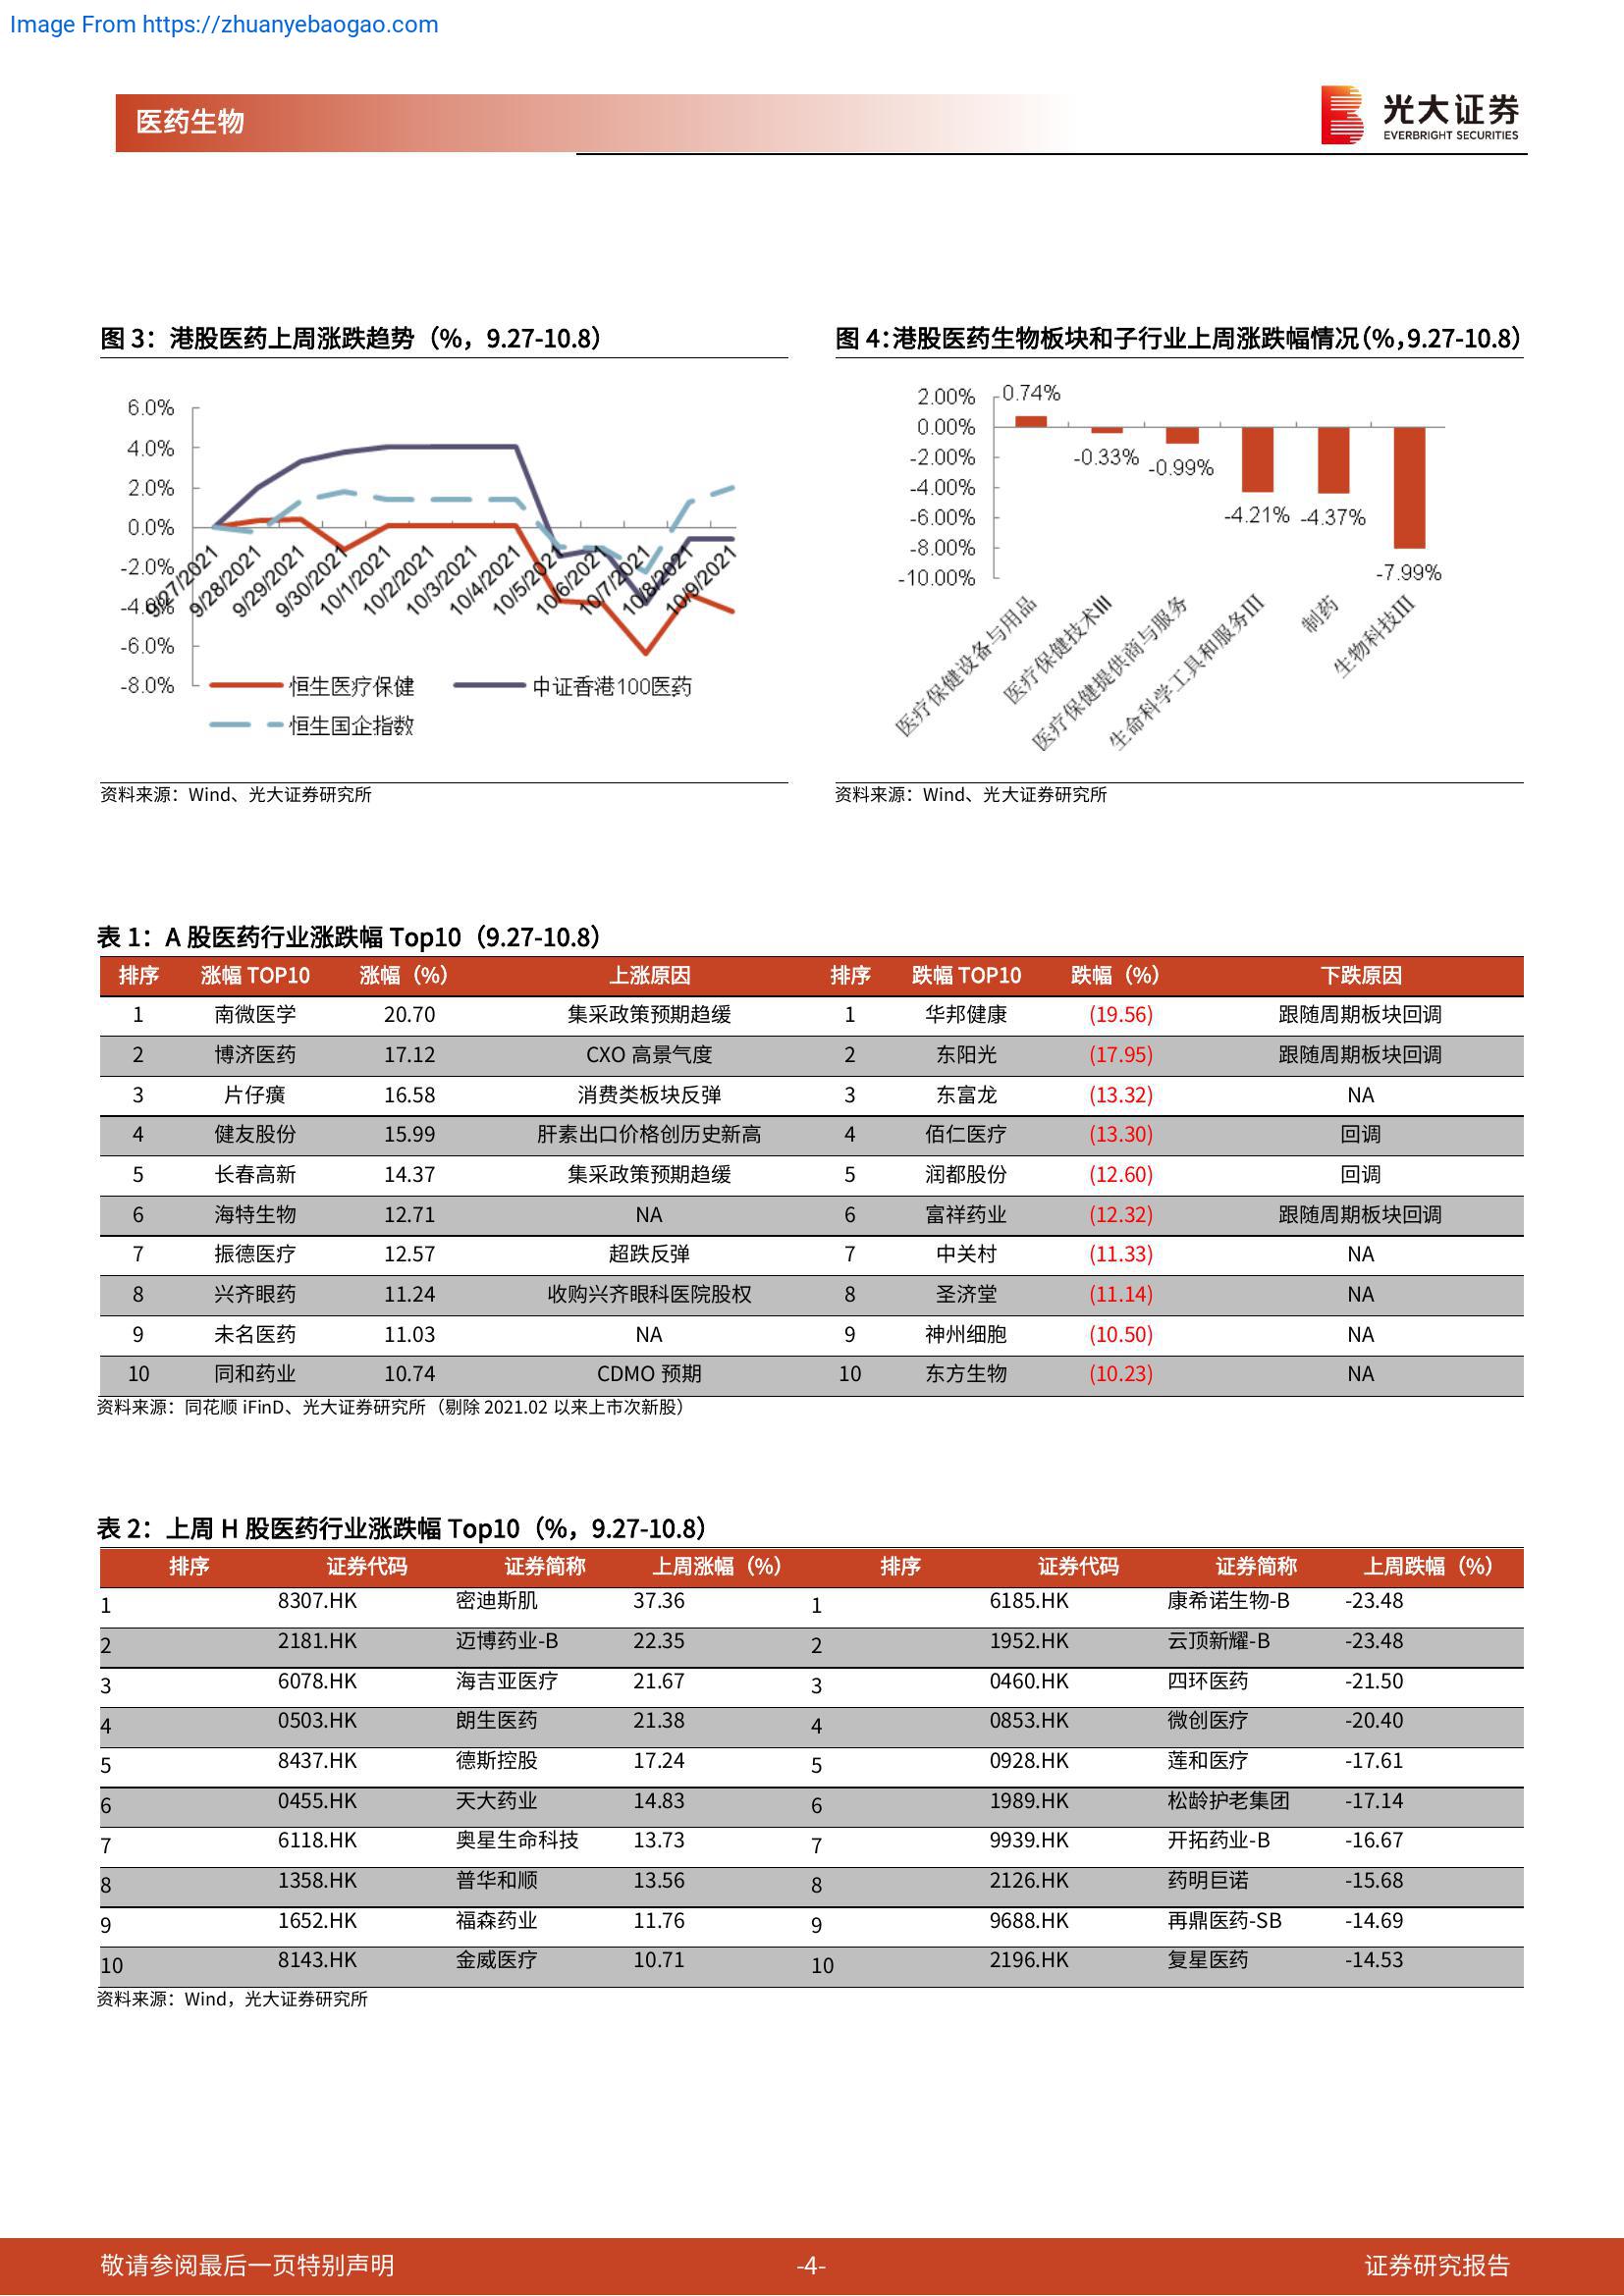 Image From https://zhuanyebaogao.com
医药生物
光大证券
EVERBRIGHT SECURITIES
图 3：港股医药上周涨跌趋势（%，9.27-10.8）
6.0%
4.0%
2.0%
0.0%
-2.0%
-4.0%
-6.0%
-8.0%
9/27/2021
9/28/2021
9/29/2021
9/30/2021
10/1/2021
10/2/2021
10/3/2021
10/4/2021
10/5/2021
10/6/2021
10/7/2021
10/8/2021
10/9/2021
恒生医疗保健 中证香港100医药
恒生国企指数
资料来源：Wind、光大证券研究所
图 4：港股医药生物板块和子行业上周涨跌幅情况（%，9.27-10.8）
2.00%
0.00%
-2.00%
-4.00%
-6.00%
-8.00%
-10.00%
0.74%
-0.33%
-0.99%
-4.21%
-4.37%
-7.99%
医疗保健设备与用品
医疗保健技术III
医疗保健提供商与服务
生命科学工具和服务III
制药
生物科技III
资料来源：Wind、光大证券研究所
表 1：A 股医药行业涨跌幅 Top10（9.27-10.8）
排序 涨幅 TOP10 涨幅（%） 上涨原因 排序 跌幅 TOP10 跌幅（%） 下跌原因
1 南微医学 20.70 集采政策预期趋缓 1 华邦健康 (19.56) 跟随周期板块回调
2 博济医药 17.12 CXO 高景气度 2 东阳光 (17.95) 跟随周期板块回调
3 片仔癀 16.58 消费类板块反弹 3 东富龙 (13.32) NA
4 健友股份 15.99 肝素出口价格创历史新高 4 佰仁医疗 (13.30) 回调
5 长春高新 14.37 集采政策预期趋缓 5 润都股份 (12.60) 回调
6 海特生物 12.71 NA 6 富祥药业 (12.32) 跟随周期板块回调
7 振德医疗 12.57 超跌反弹 7 中关村 (11.33) NA
8 兴齐眼药 11.24 收购兴齐眼科医院股权 8 圣济堂 (11.14) NA
9 未名医药 11.03 NA 9 神州细胞 (10.50) NA
10 同和药业 10.74 CDMO 预期 10 东方生物 (10.23) NA
资料来源：同花顺 iFinD、光大证券研究所（剔除 2021.02 以来上市次新股）
表 2：上周 H 股医药行业涨跌幅 Top10（%，9.27-10.8）
排序 证券代码 证券简称 上周涨幅（%） 排序 证券代码 证券简称 上周跌幅（%）
1 8307.HK 密迪斯肌 37.36 1 6185.HK 康希诺生物-B -23.48
2 2181.HK 迈博药业-B 22.35 2 1952.HK 云顶新耀-B -23.48
3 6078.HK 海吉亚医疗 21.67 3 0460.HK 四环医药 -21.50
4 0503.HK 朗生医药 21.38 4 0853.HK 微创医疗 -20.40
5 8437.HK 德斯控股 17.24 5 0928.HK 莲和医疗 -17.61
6 0455.HK 天大药业 14.83 6 1989.HK 松龄护老集团 -17.14
7 6118.HK 奥星生命科技 13.73 7 9939.HK 开拓药业-B -16.67
8 1358.HK 普华和顺 13.56 8 2126.HK 药明巨诺 -15.68
9 1652.HK 福森药业 11.76 9 9688.HK 再鼎医药-SB -14.69
10 8143.HK 金威医疗 10.71 10 2196.HK 复星医药 -14.53
资料来源：Wind，光大证券研究所
敬请参阅最后一页特别声明 -4- 证券研究报告